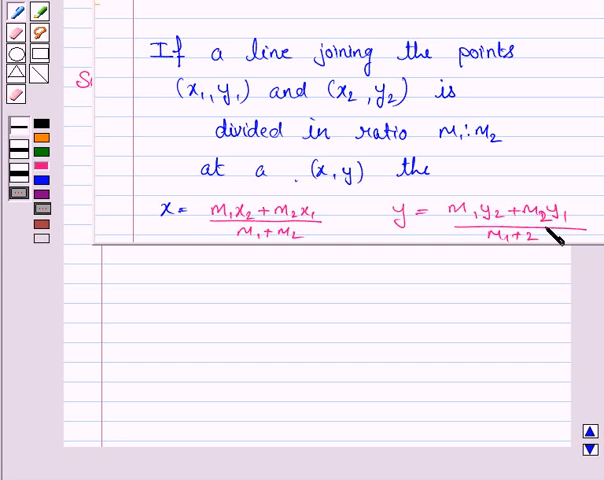 If a line joining the points
(x₁, y₁) and (x₂, y₂) is
divided in ratio m₁:m₂
at a . (x, y) the
x = (m₁x₂ + m₂x₁)/(m₁ + m₂) y = (m₁y₂ + m₂y₁)/(m₁ + 2)